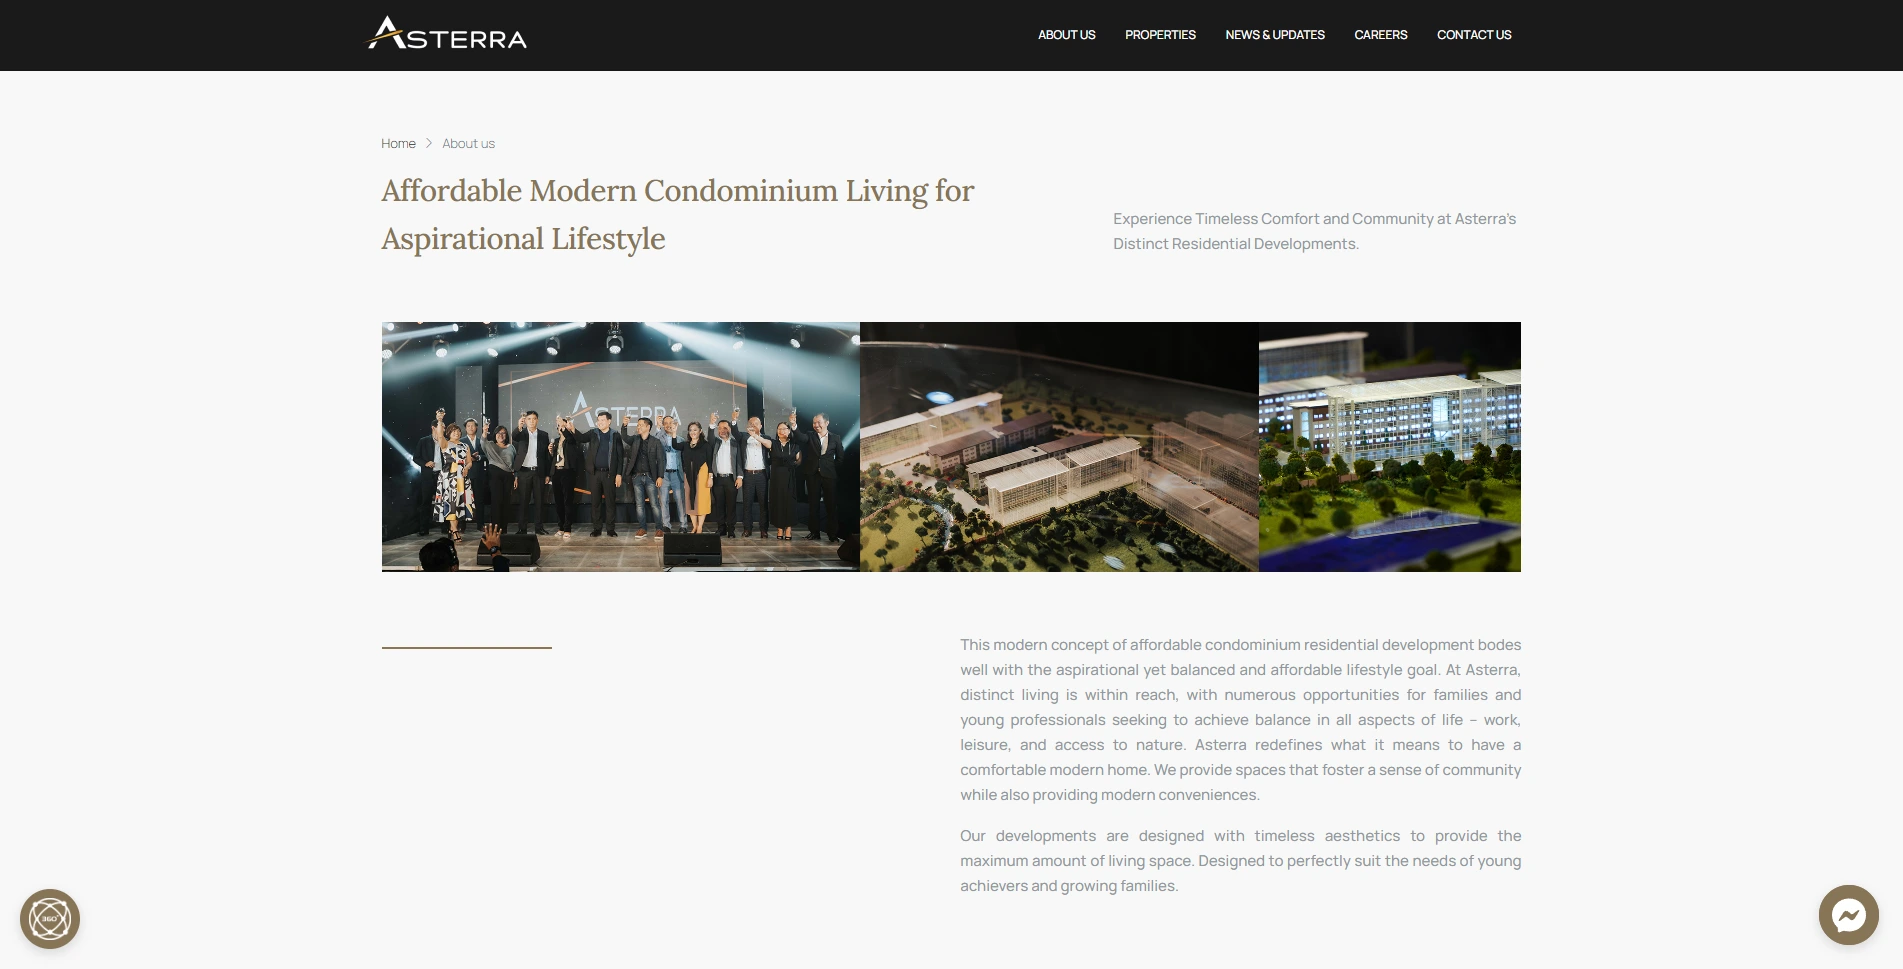 ASTERRA
ABOUT US
PROPERTIES
NEWS & UPDATES
CAREERS
CONTACT US
Home > About us
Affordable Modern Condominium Living for
Aspirational Lifestyle
Experience Timeless Comfort and Community at Asterra's
Distinct Residential Developments.
ASTERRA
This modern concept of affordable condominium residential development bodes
well with the aspirational yet balanced and affordable lifestyle goal. At Asterra,
distinct living is within reach, with numerous opportunities for families and
young professionals seeking to achieve balance in all aspects of life – work,
leisure, and access to nature. Asterra redefines what it means to have a
comfortable modern home. We provide spaces that foster a sense of community
while also providing modern conveniences.
Our developments are designed with timeless aesthetics to provide the
maximum amount of living space. Designed to perfectly suit the needs of young
achievers and growing families.
360°